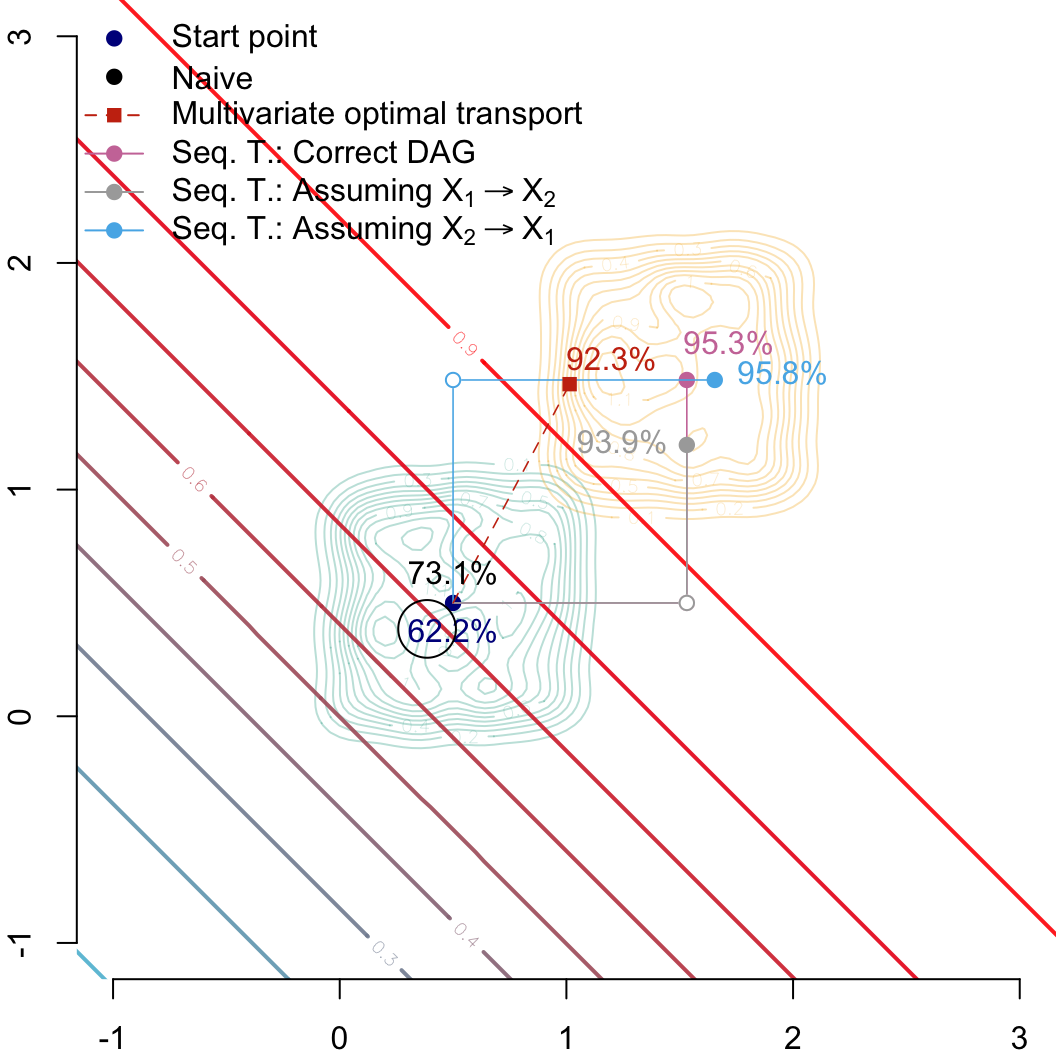 3
Start point
Naive
Multivariate optimal transport
Seq. T.: Correct DAG
Seq. T.: Assuming X₁ → X₂
Seq. T.: Assuming X₂ → X₁
2
0.9
95.3%
92.3%
95.8%
93.9%
1
0.6
0.5
73.1%
62.2%
0
0.4
0.3
-1
-1 0 1 2 3